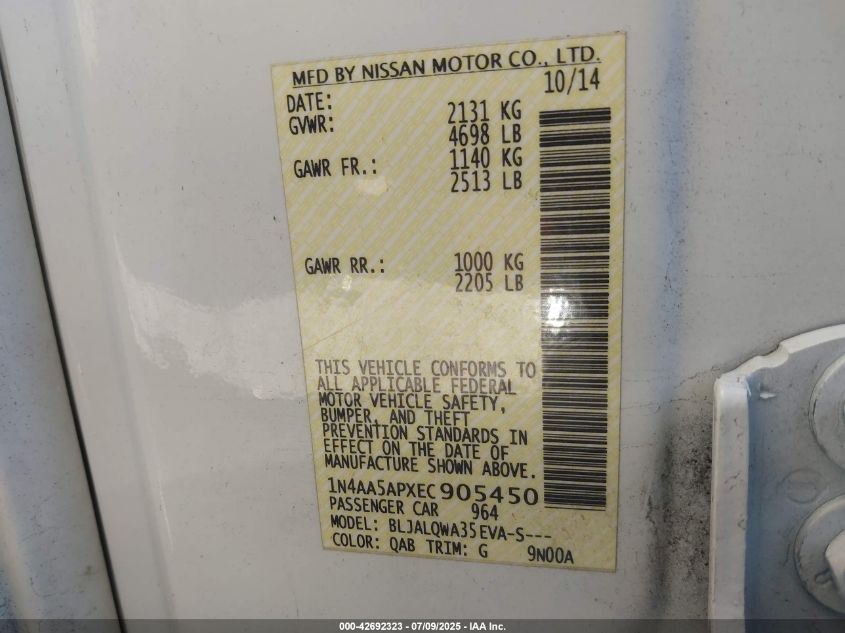 MFD BY NISSAN MOTOR CO., LTD.
DATE: 10/14
GVWR: 2131 KG
4698 LB
GAWR FR.: 1140 KG
2513 LB
GAWR RR.: 1000 KG
2205 LB
THIS VEHICLE CONFORMS TO
ALL APPLICABLE FEDERAL
MOTOR VEHICLE SAFETY,
BUMPER, AND THEFT
PREVENTION STANDARDS IN
EFFECT ON THE DATE OF
MANUFACTURE SHOWN ABOVE.
1N4AA5APXEC905450
PASSENGER CAR 964
MODEL: BLJALQWA35EVA-S---
COLOR: QAB TRIM: G 9N00A
000-42692323 - 07/09/2025 - IAA Inc.